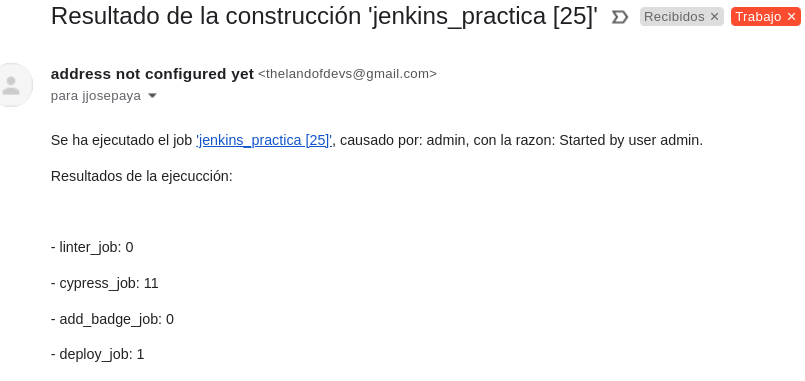 Resultado de la construcción 'jenkins_practica [25]' Recibidos × Trabajo ×
address not configured yet <thelandofdevs@gmail.com>
para jjosepaya
Se ha ejecutado el job 'jenkins_practica [25]', causado por: admin, con la razon: Started by user admin.
Resultados de la ejecucción:
- linter_job: 0
- cypress_job: 11
- add_badge_job: 0
- deploy_job: 1